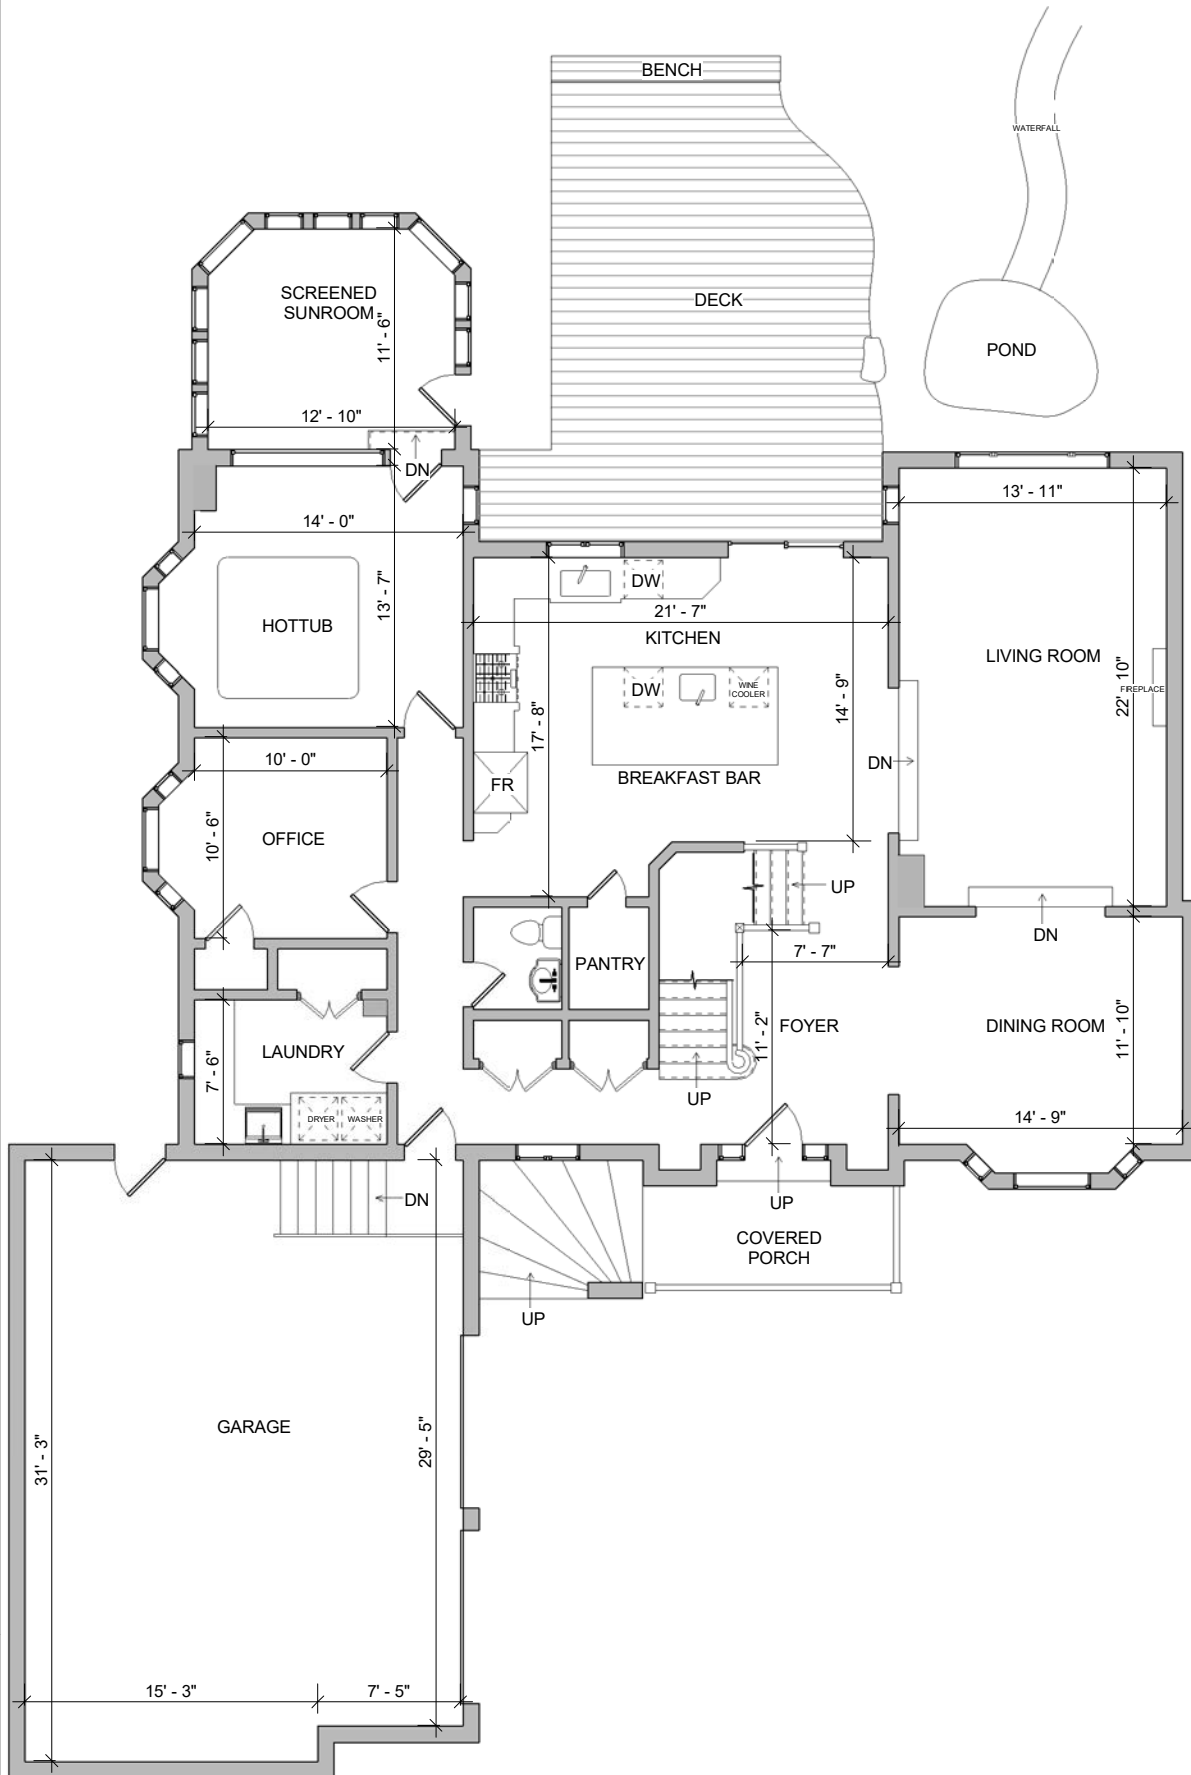 BENCH
WATERFALL
DECK
POND
SCREENED
SUNROOM
11' - 6"
12' - 10"
DN
14' - 0"
13' - 7"
HOTTUB
DW
21' - 7"
KITCHEN
DW
WINE
COOLER
17' - 8"
14' - 9"
BREAKFAST BAR
FR
13' - 11"
LIVING ROOM
22' - 10"
FIREPLACE
DN
10' - 0"
10' - 6"
OFFICE
UP
DN
PANTRY
7' - 7"
11' - 2"
FOYER
DINING ROOM
11' - 10"
LAUNDRY
7' - 6"
DRYER
WASHER
UP
14' - 9"
DN
UP
COVERED
PORCH
UP
GARAGE
31' - 3"
29' - 5"
15' - 3"
7' - 5"